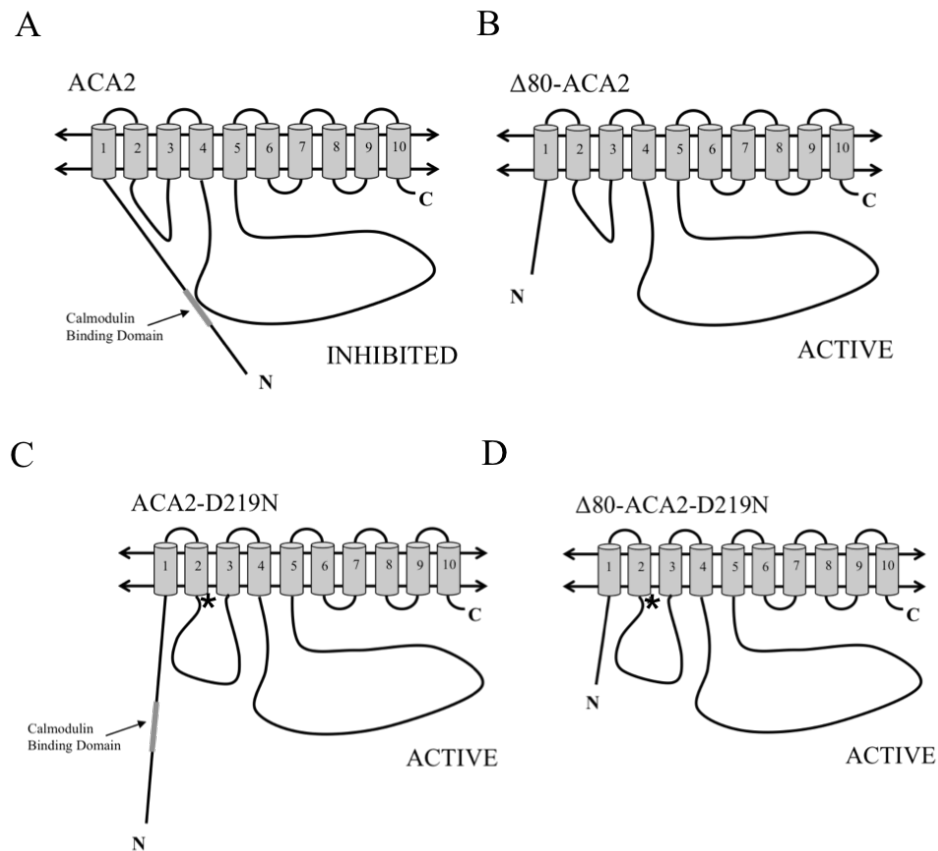 A
ACA2
1 2 3 4 5 6 7 8 9 10
C
Calmodulin
Binding Domain
N
INHIBITED
B
Δ80-ACA2
1 2 3 4 5 6 7 8 9 10
C
N
ACTIVE
C
ACA2-D219N
1 2 3 4 5 6 7 8 9 10
*
C
Calmodulin
Binding Domain
ACTIVE
N
D
Δ80-ACA2-D219N
1 2 3 4 5 6 7 8 9 10
*
C
N
ACTIVE